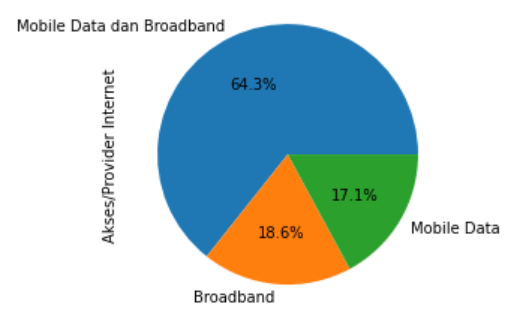 Mobile Data dan Broadband
64.3%
Akses/Provider Internet
17.1%
Mobile Data
18.6%
Broadband